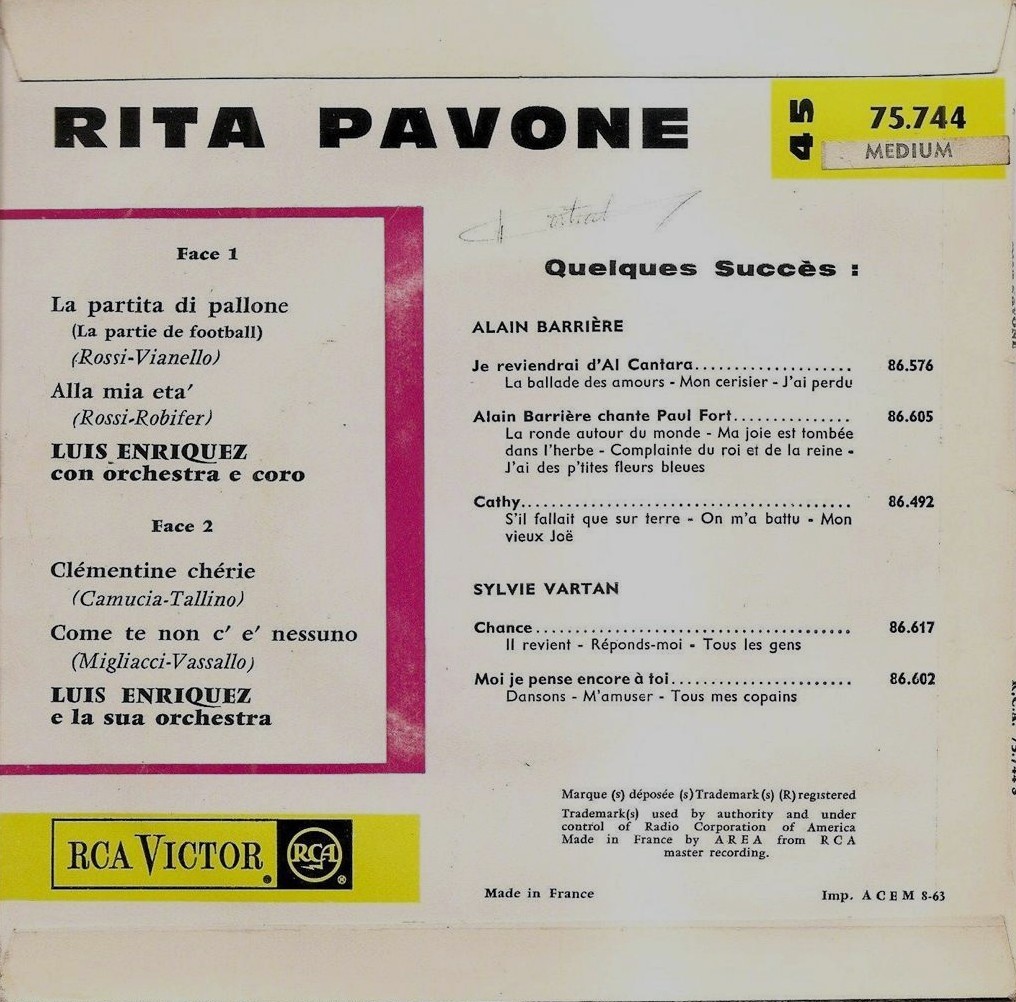 RITA PAVONE
45
75.744
MEDIUM
Face 1
La partita di pallone
(La partie de football)
(Rossi-Vianello)
Alla mia eta'
(Rossi-Robifer)
LUIS ENRIQUEZ
con orchestra e coro
Face 2
Clémentine chérie
(Camucia-Tallino)
Come te non c' e' nessuno
(Migliacci-Vassallo)
LUIS ENRIQUEZ
e la sua orchestra
Quelques Succès :
ALAIN BARRIÈRE
Je reviendrai d'Al Cantara.................... 86.576
La ballade des amours - Mon cerisier - J'ai perdu
Alain Barrière chante Paul Fort............... 86.605
La ronde autour du monde - Ma joie est tombée
dans l'herbe - Complainte du roi et de la reine -
J'ai des p'tites fleurs bleues
Cathy......................................... 86.492
S'il fallait que sur terre - On m'a battu - Mon
vieux Joë
SYLVIE VARTAN
Chance........................................ 86.617
Il revient - Réponds-moi - Tous les gens
Moi je pense encore à toi....................... 86.602
Dansons - M'amuser - Tous mes copains
Marque (s) déposée (s) Trademark (s) (R) registered
Trademark(s) used by authority and under
control of Radio Corporation of America
Made in France by A R E A from R C A
master recording.
RCA VICTOR
RCA
Made in France
Imp. A C E M 8-63